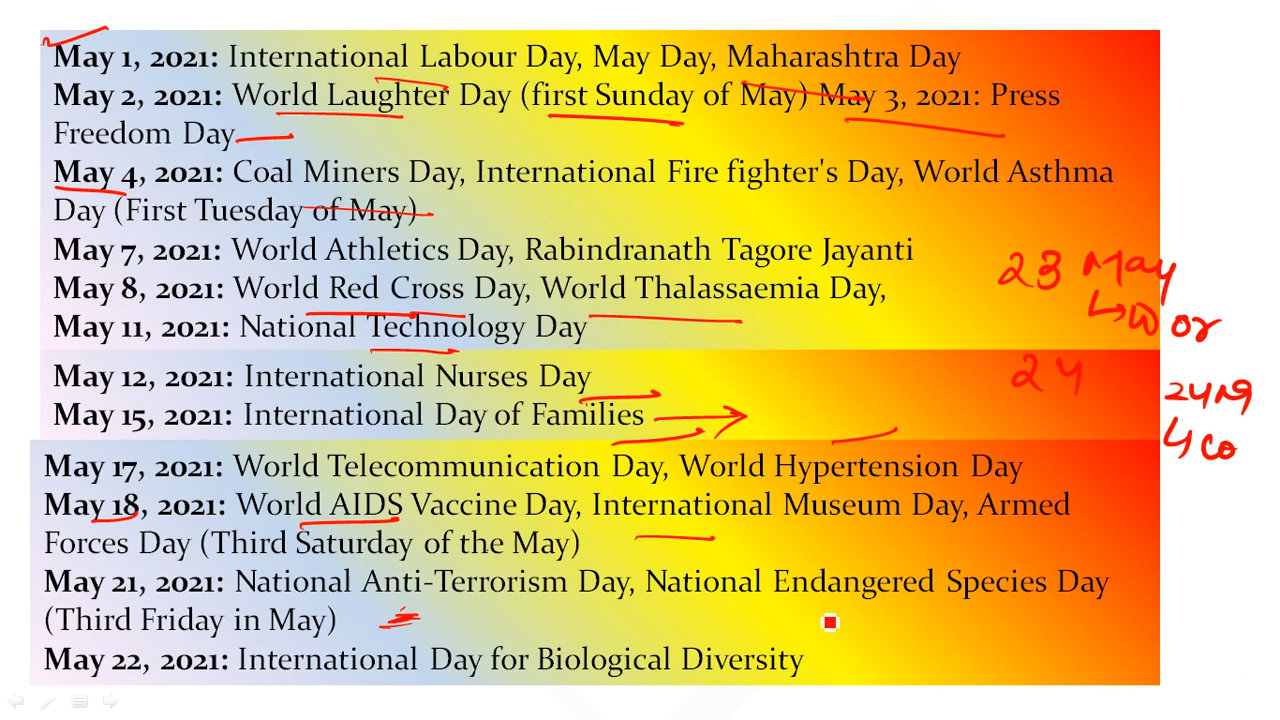 May 1, 2021: International Labour Day, May Day, Maharashtra Day
May 2, 2021: World Laughter Day (first Sunday of May) May 3, 2021: Press
Freedom Day
May 4, 2021: Coal Miners Day, International Fire fighter's Day, World Asthma
Day (First Tuesday of May)
May 7, 2021: World Athletics Day, Rabindranath Tagore Jayanti
May 8, 2021: World Red Cross Day, World Thalassaemia Day,
May 11, 2021: National Technology Day
23 May
24
May 12, 2021: International Nurses Day
May 15, 2021: International Day of Families
May 17, 2021: World Telecommunication Day, World Hypertension Day
May 18, 2021: World AIDS Vaccine Day, International Museum Day, Armed
Forces Day (Third Saturday of the May)
May 21, 2021: National Anti-Terrorism Day, National Endangered Species Day
(Third Friday in May)
May 22, 2021: International Day for Biological Diversity